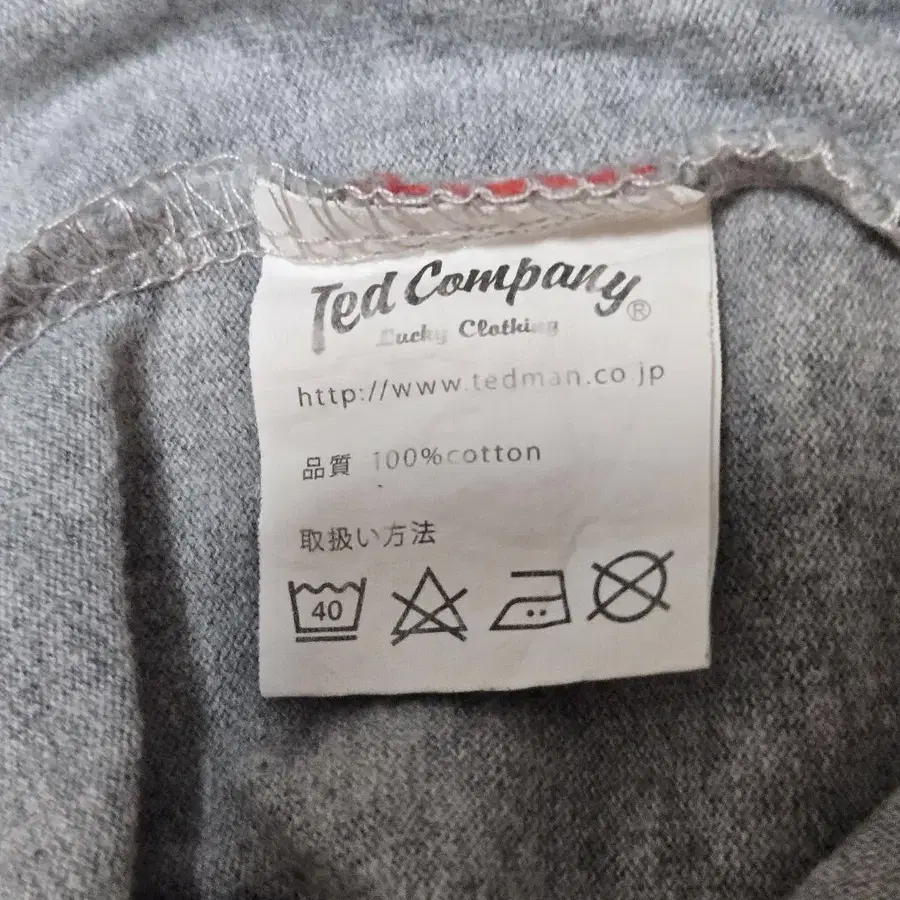 Ted Company®
Lucky Clothing
http://www.tedman.co.jp
品質 100%cotton
取扱い方法
40